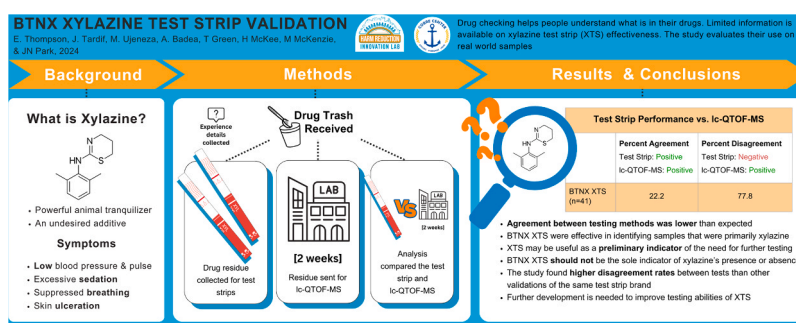 BTNX XYLAZINE TEST STRIP VALIDATION
E. Thompson, J. Tardif, M. Ujeneza, A. Badea, T Green, H McKee, M McKenzie,
& JN Park, 2024
HARM REDUCTION
INNOVATION LAB
Drug checking helps people understand what is in their drugs. Limited information is
available on xylazine test strip (XTS) effectiveness. The study evaluates their use on
real world samples
Background
Methods
Results & Conclusions
What is Xylazine?
N
S
HN
• Powerful animal tranquilizer
• An undesired additive
Symptoms
• Low blood pressure & pulse
• Excessive sedation
• Suppressed breathing
• Skin ulceration
?
Experience
details
collected
Drug Trash
Received
Drug residue
collected for test
strips
LAB
[2 weeks]
Residue sent for
lc-QTOF-MS
VS
LAB
[2 weeks]
Analysis
compared the test
strip and
lc-QTOF-MS
???
N
S
HN
Test Strip Performance vs. lc-QTOF-MS
Percent Agreement
Test Strip: Positive
lc-QTOF-MS: Positive
Percent Disagreement
Test Strip: Negative
lc-QTOF-MS: Positive
BTNX XTS
(n=41)
22.2
77.8
• Agreement between testing methods was lower than expected
• BTNX XTS were effective in identifying samples that were primarily xylazine
• XTS may be useful as a preliminary indicator of the need for further testing
• BTNX XTS should not be the sole indicator of xylazine's presence or absenc
• The study found higher disagreement rates between tests than other
validations of the same test strip brand
• Further development is needed to improve testing abilities of XTS